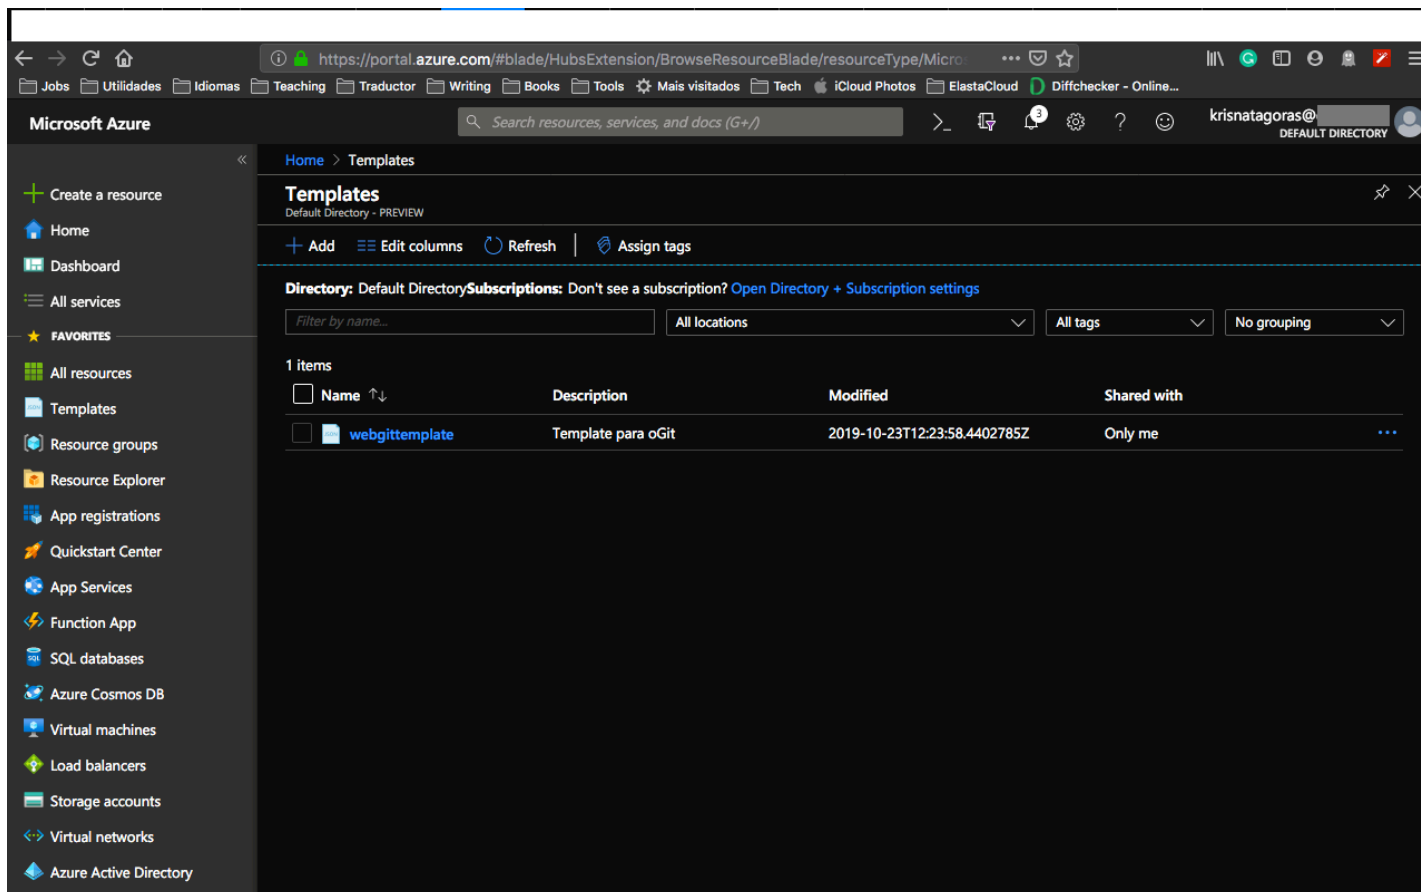 https://portal.azure.com/#blade/HubsExtension/BrowseResourceBlade/resourceType/Micro
Jobs Utilidades Idiomas Teaching Traductor Writing Books Tools Mais visitados Tech iCloud Photos ElastaCloud Diffchecker - Online...
Microsoft Azure
Search resources, services, and docs (G+/)
3
krisnatagoras@
DEFAULT DIRECTORY
Home > Templates
Templates
Default Directory - PREVIEW
Add Edit columns Refresh Assign tags
Directory: Default DirectorySubscriptions: Don't see a subscription? Open Directory + Subscription settings
Filter by name... All locations All tags No grouping
1 items
Name Description Modified Shared with
webgittemplate Template para oGit 2019-10-23T12:23:58.4402785Z Only me
Create a resource
Home
Dashboard
All services
FAVORITES
All resources
Templates
Resource groups
Resource Explorer
App registrations
Quickstart Center
App Services
Function App
SQL databases
Azure Cosmos DB
Virtual machines
Load balancers
Storage accounts
Virtual networks
Azure Active Directory